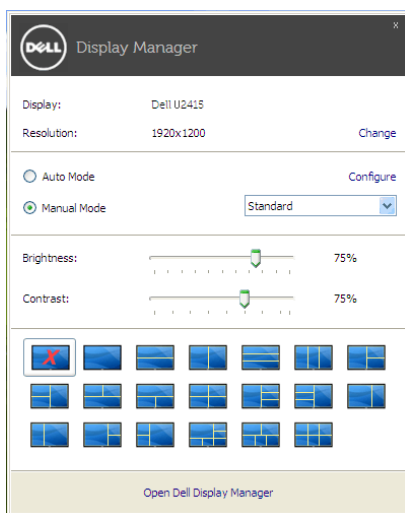 x
DELL Display Manager
Display: Dell U2415
Resolution: 1920x1200 Change
Auto Mode Configure
Manual Mode Standard
Brightness: 75%
Contrast: 75%
Open Dell Display Manager